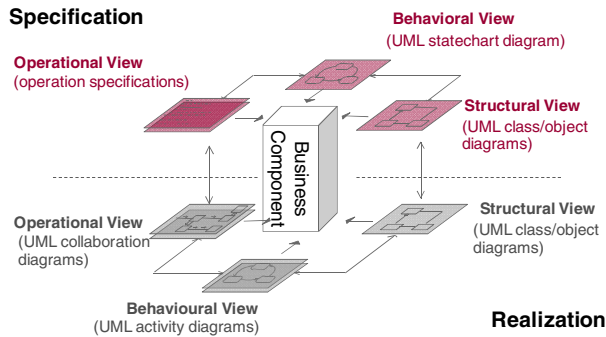 Specification
Behavioral View
(UML statechart diagram)
Operational View
(operation specifications)
Structural View
(UML class/object
diagrams)
Business
Component
Operational View
(UML collaboration
diagrams)
Structural View
(UML class/object
diagrams)
Behavioural View
(UML activity diagrams)
Realization